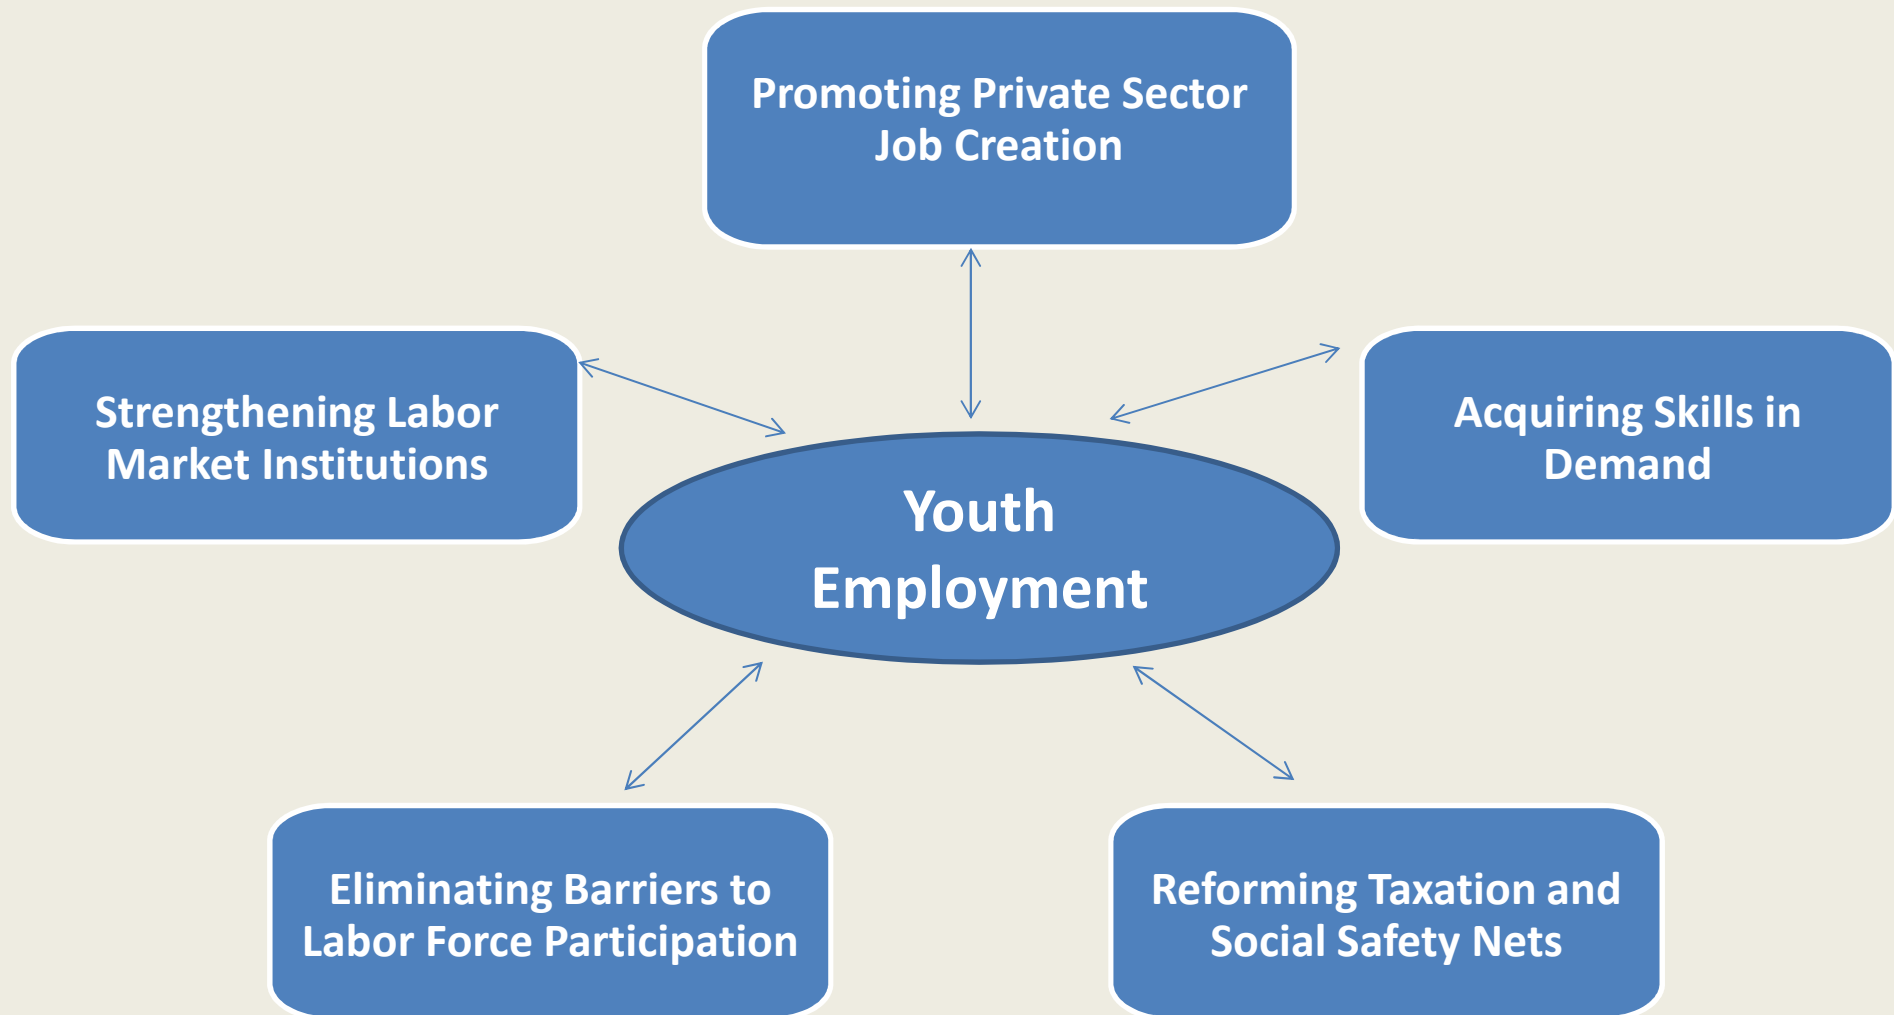 Promoting Private Sector
Job Creation
Strengthening Labor
Market Institutions
Acquiring Skills in
Demand
Youth
Employment
Eliminating Barriers to
Labor Force Participation
Reforming Taxation and
Social Safety Nets